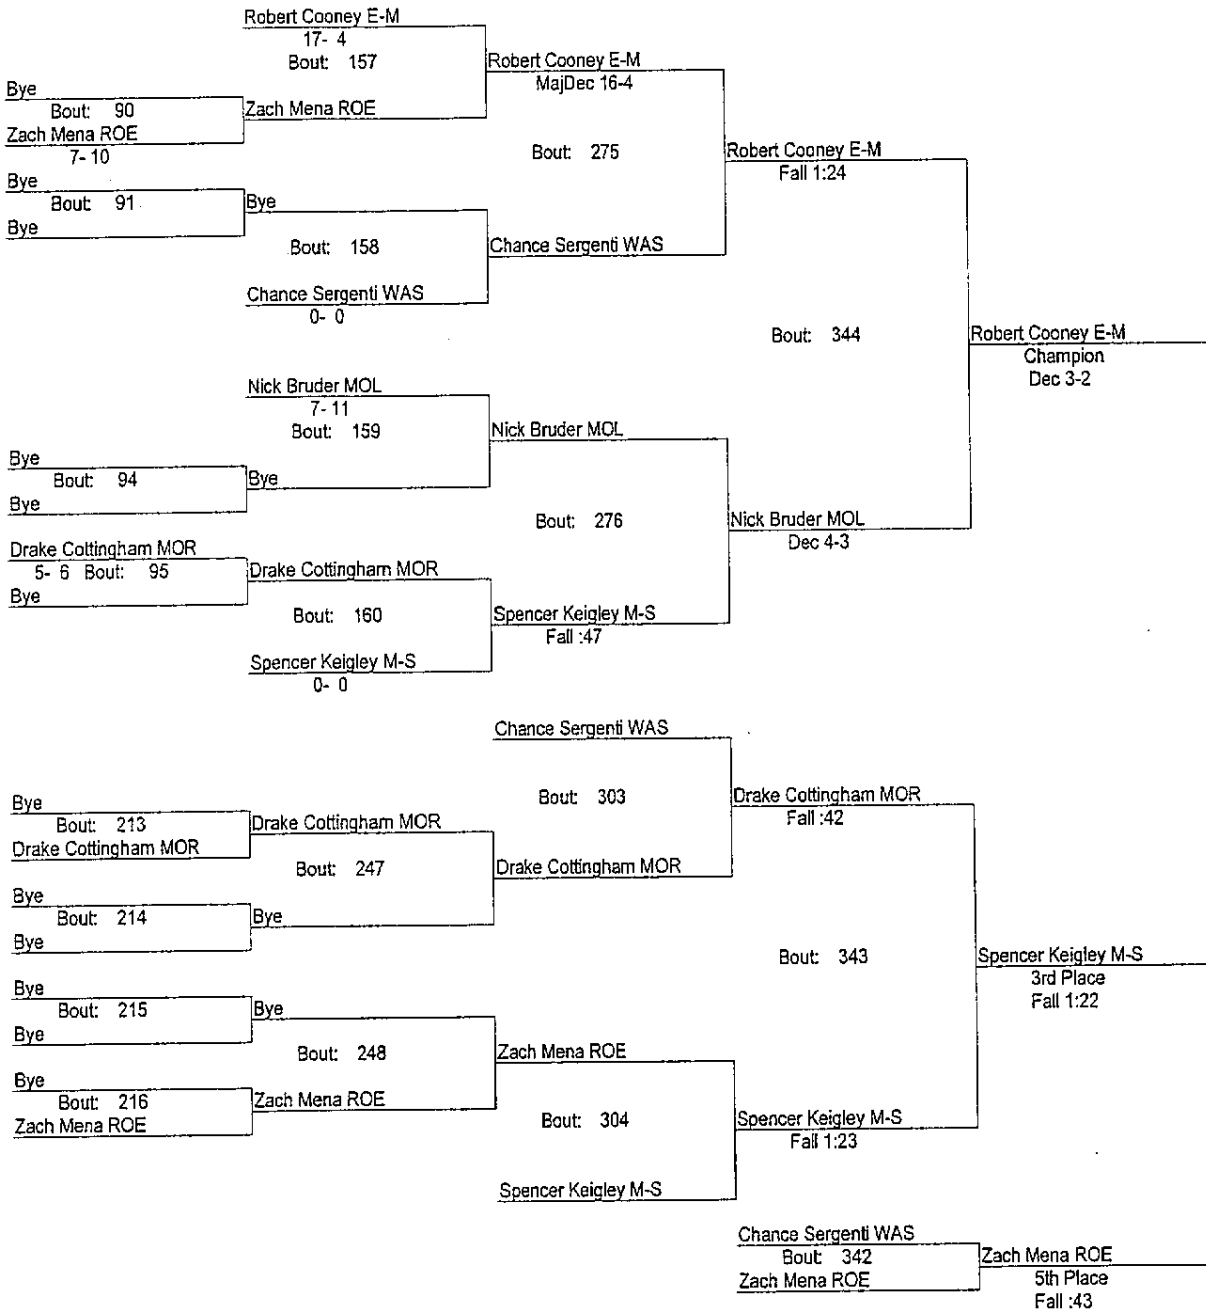 Robert Cooney E-M
17- 4
Bout: 157
Robert Cooney E-M
MajDec 16-4
Bye
Bout: 90
Zach Mena ROE
Zach Mena ROE
7- 10
Bout: 275
Robert Cooney E-M
Fall 1:24
Bye
Bout: 91
Bye
Bye
Bout: 158
Chance Sergenti WAS
Chance Sergenti WAS
0- 0
Bout: 344
Robert Cooney E-M
Champion
Dec 3-2
Nick Bruder MOL
7- 11
Bout: 159
Nick Bruder MOL
Bye
Bout: 94
Bye
Bye
Bout: 276
Nick Bruder MOL
Dec 4-3
Drake Cottingham MOR
5- 6 Bout: 95
Drake Cottingham MOR
Bye
Bout: 160
Spencer Keigley M-S
Fall :47
Spencer Keigley M-S
0- 0
Chance Sergenti WAS
Bout: 303
Drake Cottingham MOR
Fall :42
Bye
Bout: 213
Drake Cottingham MOR
Drake Cottingham MOR
Bout: 247
Drake Cottingham MOR
Bye
Bout: 214
Bye
Bye
Bout: 343
Spencer Keigley M-S
3rd Place
Fall 1:22
Bye
Bout: 215
Bye
Bye
Bout: 248
Zach Mena ROE
Bye
Bout: 216
Zach Mena ROE
Zach Mena ROE
Bout: 304
Spencer Keigley M-S
Fall 1:23
Spencer Keigley M-S
Chance Sergenti WAS
Bout: 342
Zach Mena ROE
Zach Mena ROE
5th Place
Fall :43